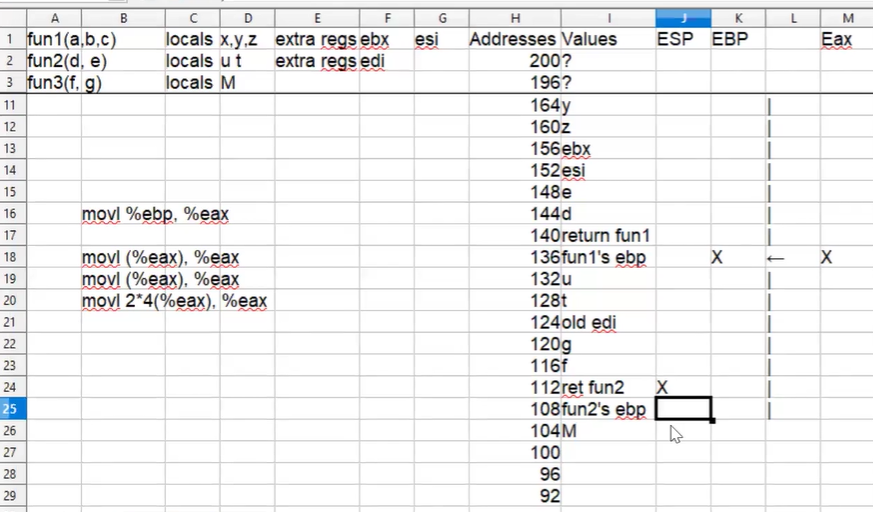 A B C D E F G H I J K L M
1 fun1(a,b,c) locals x,y,z extra regs ebx esi Addresses Values ESP EBP Eax
2 fun2(d, e) locals u t extra regs edi 200 ?
3 fun3(f, g) locals M 196 ?
11 164 y |
12 160 z |
13 156 ebx |
14 152 esi |
15 148 e |
16 movl %ebp, %eax 144 d |
17 140 return fun1 |
18 movl (%eax), %eax 136 fun1's ebp X ← X
19 movl (%eax), %eax 132 u |
20 movl 2*4(%eax), %eax 128 t |
21 124 old edi |
22 120 g |
23 116 f |
24 112 ret fun2 X |
25 108 fun2's ebp |
26 104 M
27 100
28 96
29 92